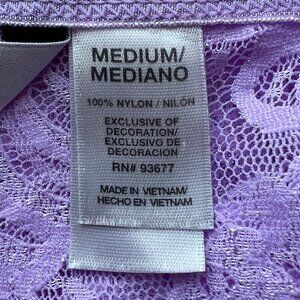 MEDIUM/
MEDIANO
100% NYLON / NILON
EXCLUSIVE OF
DECORATION/
EXCLUSIVO DE
DECORACION
RN# 93677
MADE IN VIETNAM/
HECHO EN VIETNAM